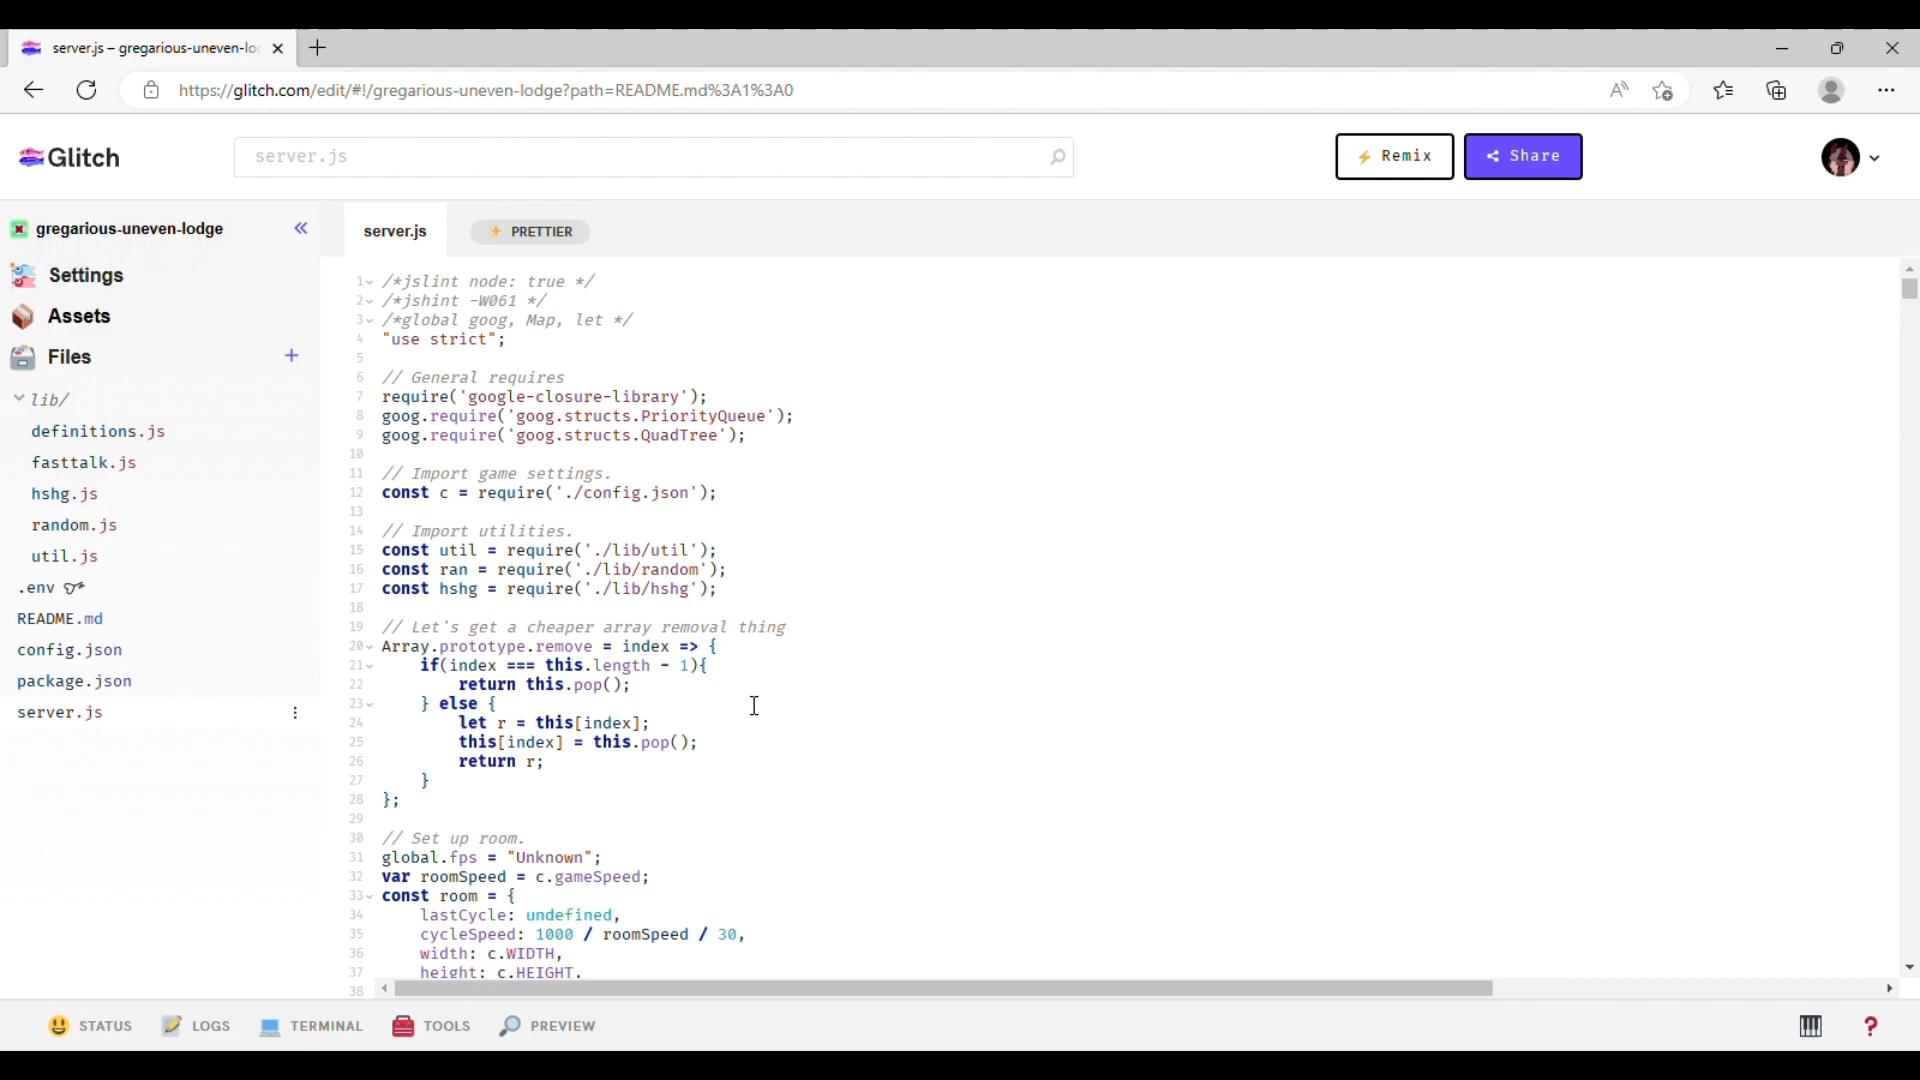 server.js – gregarious-uneven-loc
https://glitch.com/edit/#!/gregarious-uneven-lodge?path=README.md%3A1%3A0
Glitch
server.js
Remix
Share
gregarious-uneven-lodge
Settings
Assets
Files
lib/
definitions.js
fasttalk.js
hshg.js
random.js
util.js
.env
README.md
config.json
package.json
server.js
server.js
PRETTIER
1 /*jslint node: true */
2 /*jshint -W061 */
3 /*global goog, Map, let */
4 "use strict";
5
6 // General requires
7 require('google-closure-library');
8 goog.require('goog.structs.PriorityQueue');
9 goog.require('goog.structs.QuadTree');
10
11 // Import game settings.
12 const c = require('./config.json');
13
14 // Import utilities.
15 const util = require('./lib/util');
16 const ran = require('./lib/random');
17 const hshg = require('./lib/hshg');
18
19 // Let's get a cheaper array removal thing
20 Array.prototype.remove = index => {
21 if(index === this.length - 1){
22 return this.pop();
23 } else {
24 let r = this[index];
25 this[index] = this.pop();
26 return r;
27 }
28 };
29
30 // Set up room.
31 global.fps = "Unknown";
32 var roomSpeed = c.gameSpeed;
33 const room = {
34 lastCycle: undefined,
35 cycleSpeed: 1000 / roomSpeed / 30,
36 width: c.WIDTH,
37 height: c.HEIGHT,
38
STATUS
LOGS
TERMINAL
TOOLS
PREVIEW
?